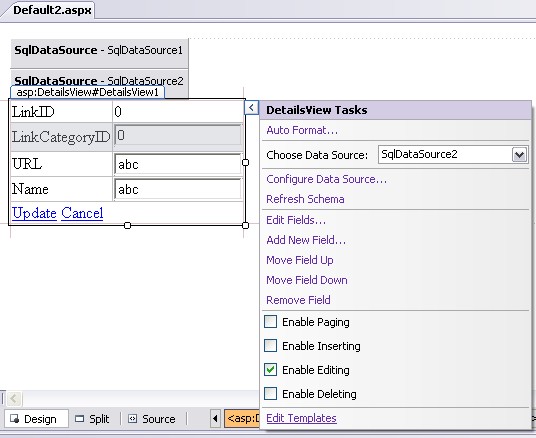 Default2.aspx
SqlDataSource - SqlDataSource1
SqlDataSource - SqlDataSource2
asp:DetailsView#DetailsView1
LinkID 0
LinkCategoryID 0
URL abc
Name abc
Update Cancel
DetailsView Tasks
Auto Format...
Choose Data Source: SqlDataSource2
Configure Data Source...
Refresh Schema
Edit Fields...
Add New Field...
Move Field Up
Move Field Down
Remove Field
Enable Paging
Enable Inserting
Enable Editing
Enable Deleting
Edit Templates
Design Split Source <asp:D